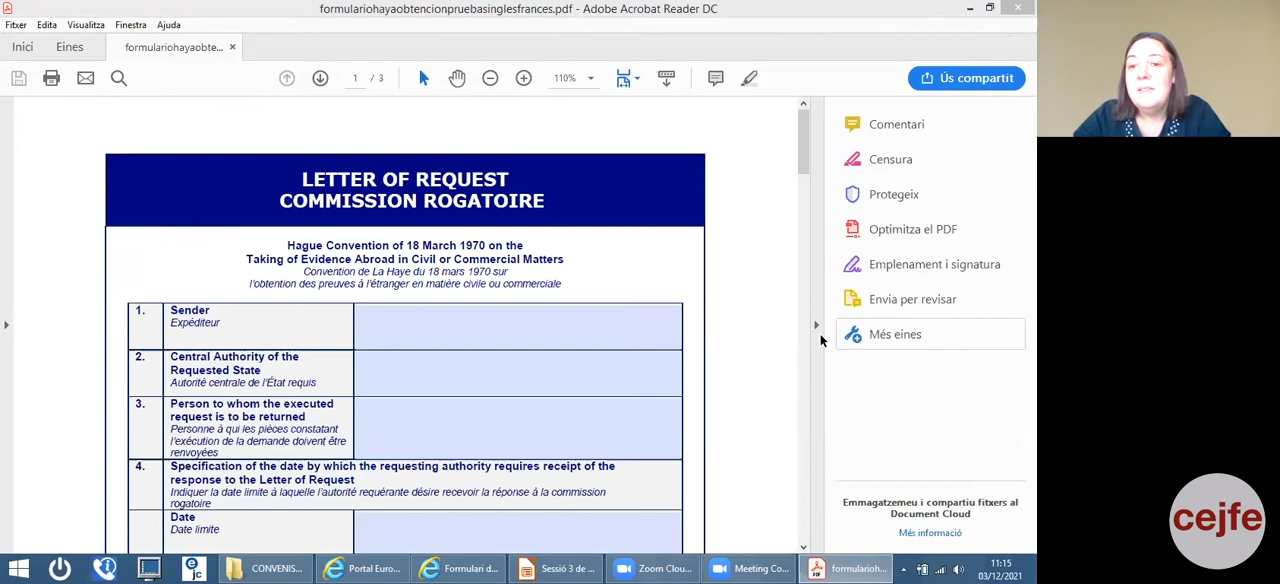 formulariohayaobtencionpruebasinglesfrances.pdf - Adobe Acrobat Reader DC
Fitxer Edita Visualitza Finestra Ajuda
Inici Eines formulariohayaobte... ×
1 / 3 110% Ús compartit
LETTER OF REQUEST
COMMISSION ROGATOIRE
Hague Convention of 18 March 1970 on the
Taking of Evidence Abroad in Civil or Commercial Matters
Convention de La Haye du 18 mars 1970 sur
l'obtention des preuves à l'étranger en matière civile ou commerciale
1. Sender
Expéditeur
2. Central Authority of the
Requested State
Autorité centrale de l'État requis
3. Person to whom the executed
request is to be returned
Personne à qui les pièces constatant
l'exécution de la demande doivent être
renvoyées
4. Specification of the date by which the requesting authority requires receipt of the
response to the Letter of Request
Indiquer la date limite à laquelle l'autorité requérante désire recevoir la réponse à la commission
rogatoire
Date
Date limite
Comentari
Censura
Protegeix
Optimitza el PDF
Emplenament i signatura
Envia per revisar
Més eines
Emmagatzemeu i compartiu fitxers al
Document Cloud
Més informació
cejfe
CONVENIS... Portal Euro... Formulari d... Sessió 3 de ... Zoom Clou... Meeting Co... formularioh...
11:15
03/12/2021